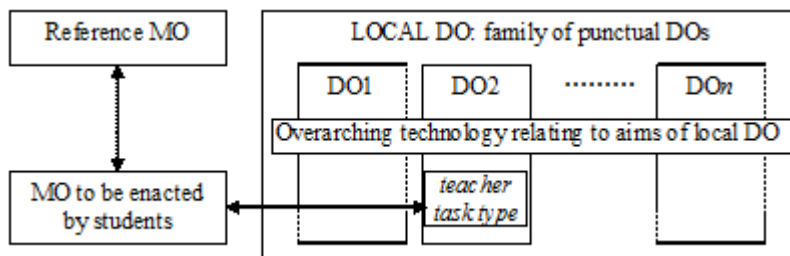 Reference MO
LOCAL DO: family of punctual DOs
DO1
DO2
.........
DOn
Overarching technology relating to aims of local DO
MO to be enacted
by students
teacher
task type